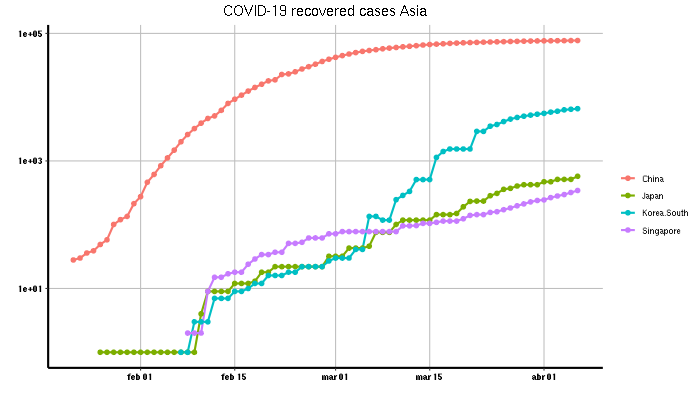 COVID-19 recovered cases Asia
1e+05
1e+03
1e+01
feb 01
feb 15
mar 01
mar 15
abr 01
China
Japan
Korea.South
Singapore